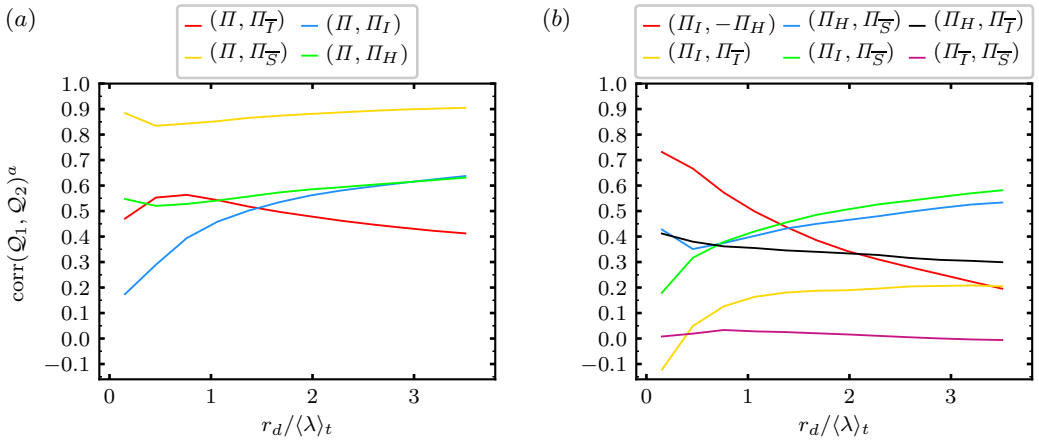 (a)
(Π, Π_T̅) (Π, Π_I)
(Π, Π_S̅) (Π, Π_H)
corr(𝒬₁, 𝒬₂)ᵃ
1.0
0.9
0.8
0.7
0.6
0.5
0.4
0.3
0.2
0.1
0.0
−0.1
0 1 2 3
r_d/⟨λ⟩_t
(b)
(Π_I, −Π_H) (Π_H, Π_S̅) (Π_H, Π_T̅)
(Π_I, Π_T̅) (Π_I, Π_S̅) (Π_T̅, Π_S̅)
1.0
0.9
0.8
0.7
0.6
0.5
0.4
0.3
0.2
0.1
0.0
−0.1
0 1 2 3
r_d/⟨λ⟩_t